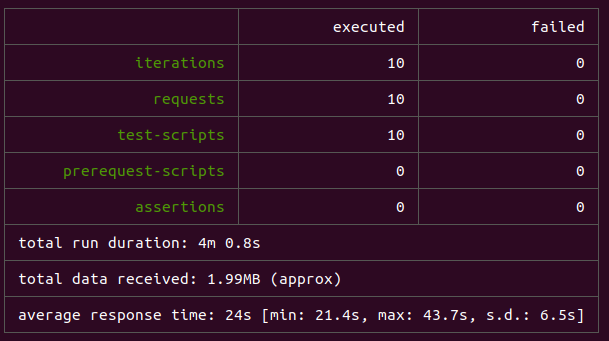 executed failed
iterations 10 0
requests 10 0
test-scripts 10 0
prerequest-scripts 0 0
assertions 0 0
total run duration: 4m 0.8s
total data received: 1.99MB (approx)
average response time: 24s [min: 21.4s, max: 43.7s, s.d.: 6.5s]